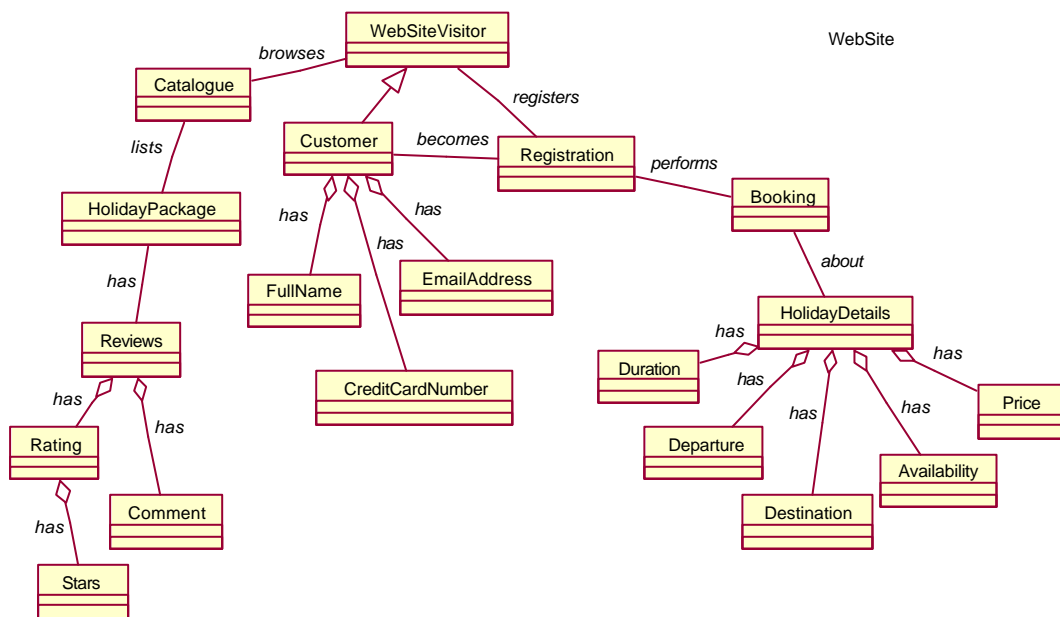 WebSiteVisitor
WebSite
browses
Catalogue
registers
Customer
becomes
Registration
lists
performs
HolidayPackage
Booking
has
has
has
about
EmailAddress
FullName
HolidayDetails
Reviews
has
has
Duration
has
CreditCardNumber
Price
has
has
has
has
Rating
Departure
Availability
Comment
Destination
has
Stars